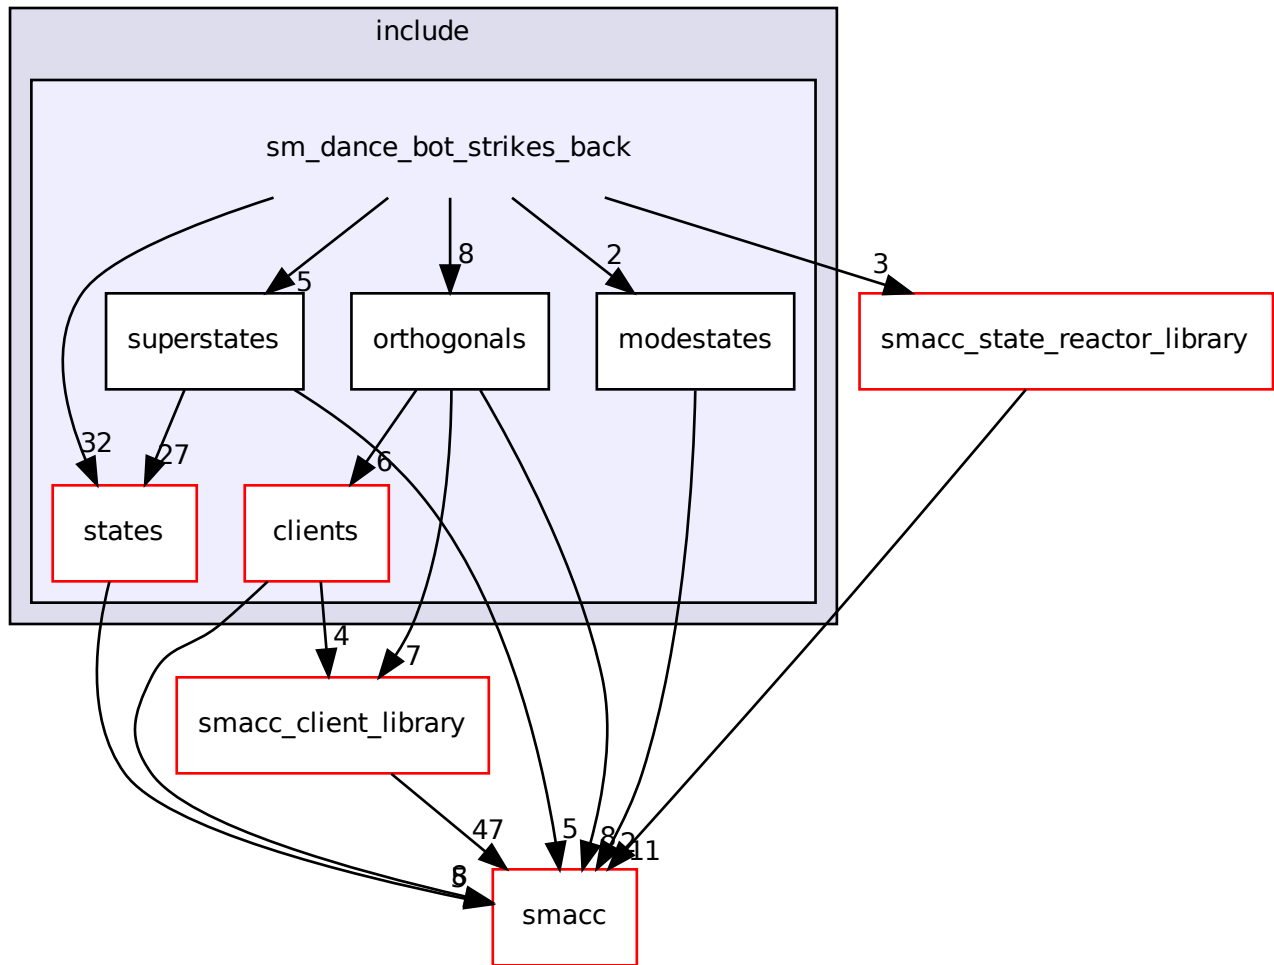 include
sm_dance_bot_strikes_back
3
2
8
5
superstates
orthogonals
modestates
smacc_state_reactor_library
32
27
6
states
clients
4
7
smacc_client_library
47
5
8
2
11
smacc